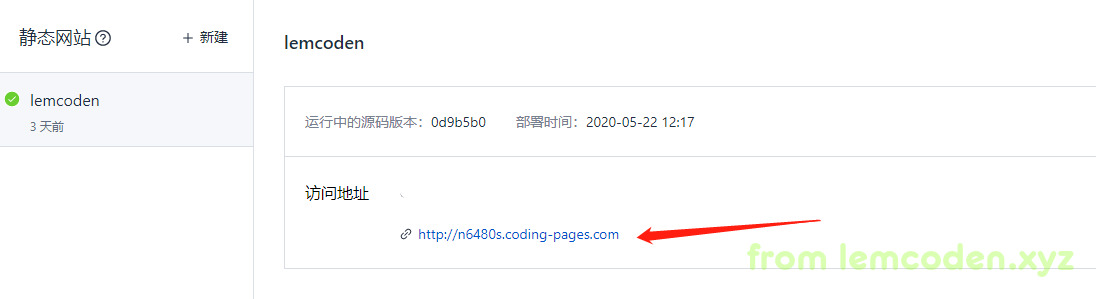 静态网站
+ 新建
lemcoden
3 天前
lemcoden
运行中的源码版本：0d9b5b0 部署时间：2020-05-22 12:17
访问地址
http://n6480s.coding-pages.com
from lemcoden.xyz